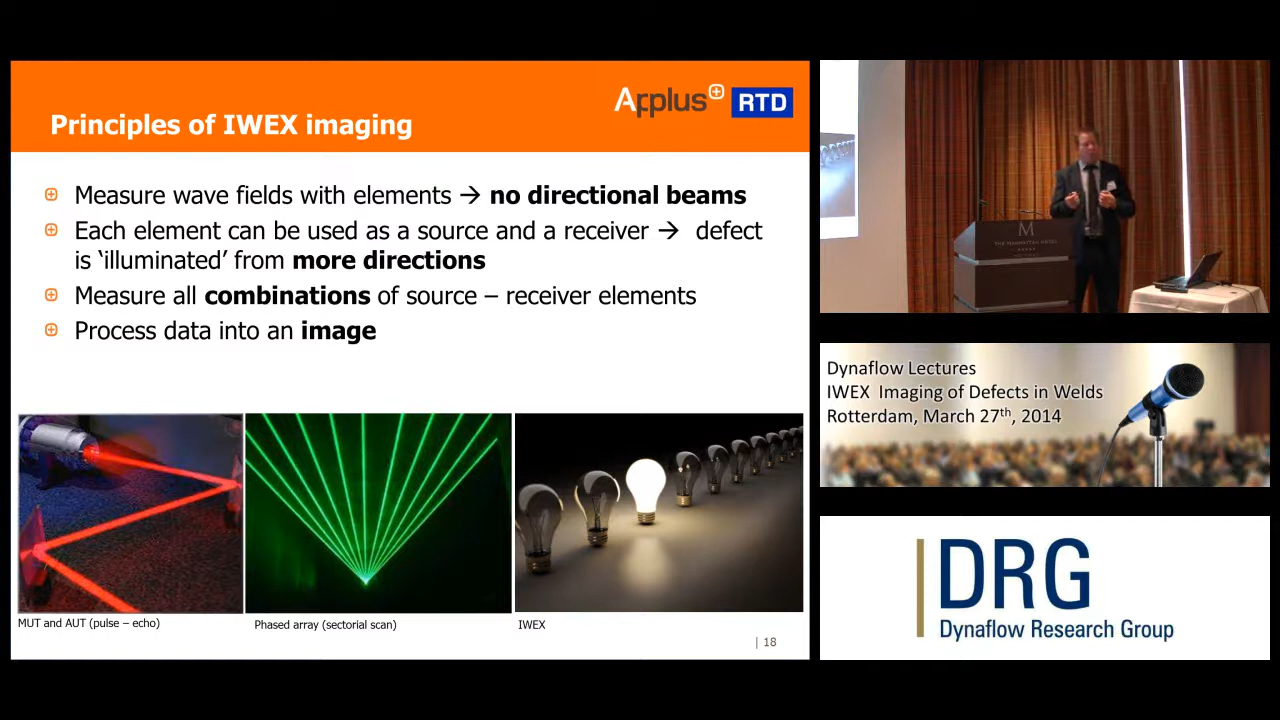 Applus+ RTD
Principles of IWEX imaging
Measure wave fields with elements → no directional beams
Each element can be used as a source and a receiver → defect
is ‘illuminated’ from more directions
Measure all combinations of source – receiver elements
Process data into an image
MUT and AUT (pulse – echo)
Phased array (sectorial scan)
IWEX
| 18
M
THE MANHATTAN HOTEL
Dynaflow Lectures
IWEX Imaging of Defects in Welds
Rotterdam, March 27th, 2014
DRG
Dynaflow Research Group